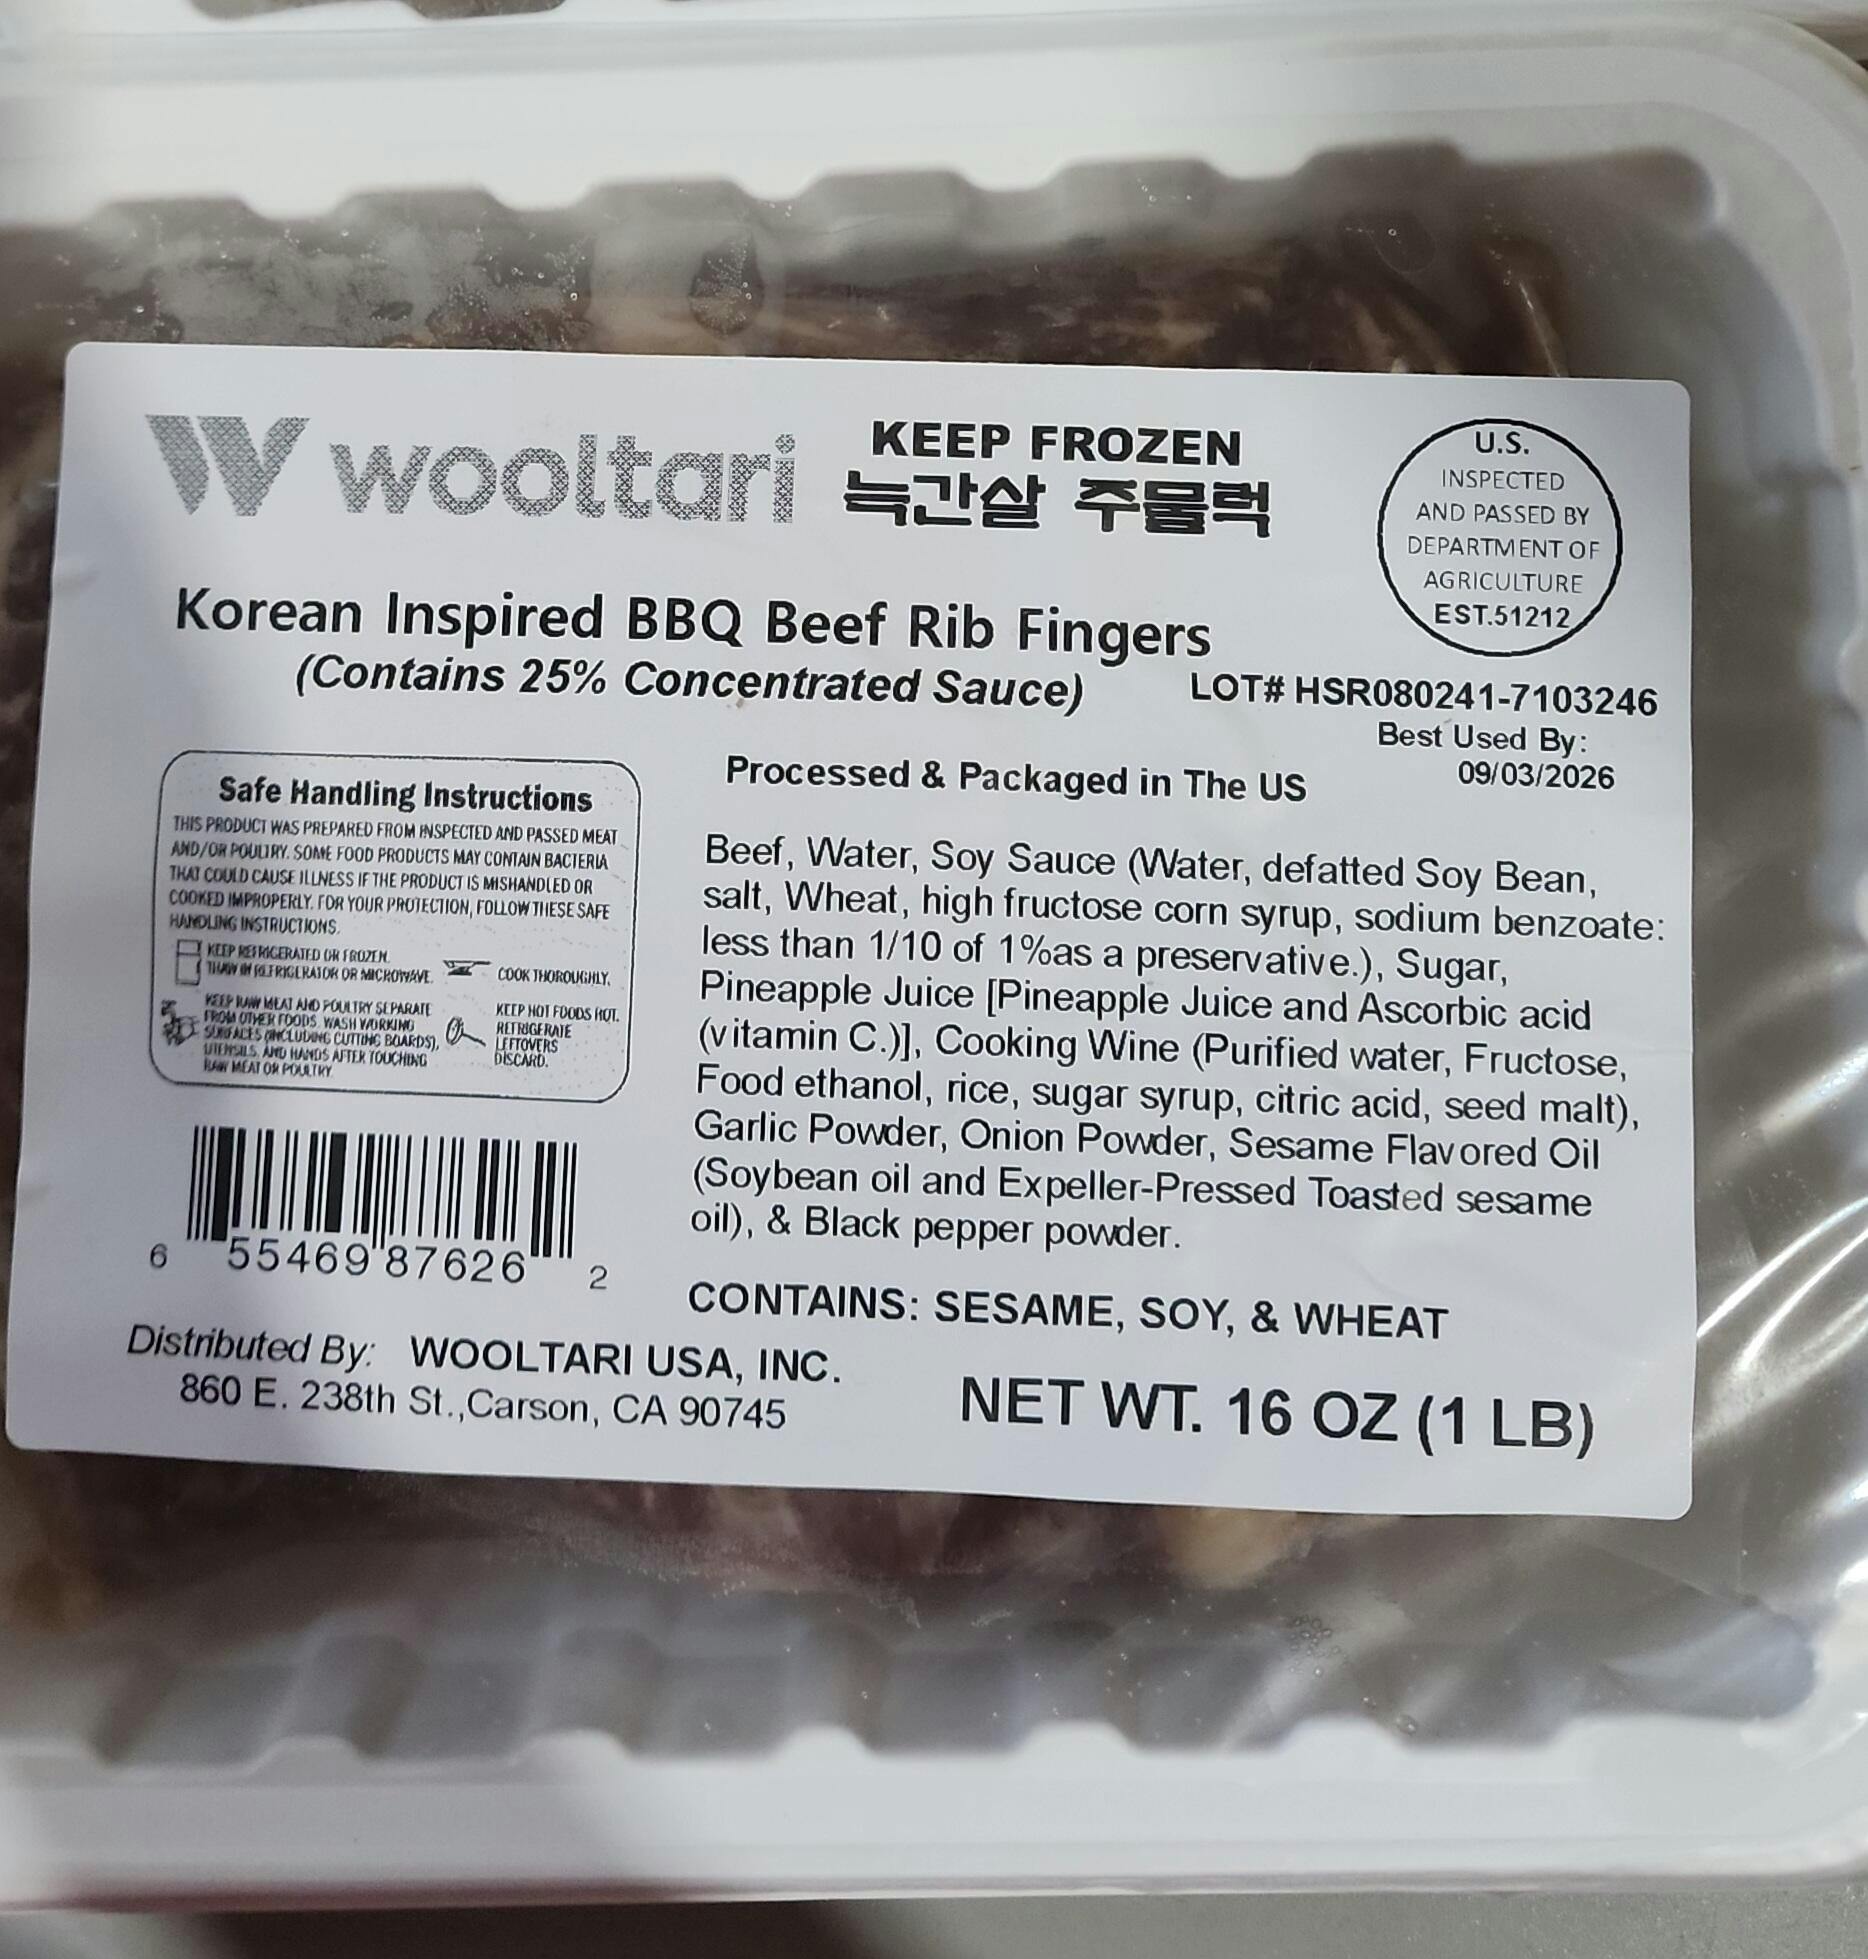 wooltari
KEEP FROZEN
늑간살 주물럭
U.S.
INSPECTED
AND PASSED BY
DEPARTMENT OF
AGRICULTURE
EST.51212
Korean Inspired BBQ Beef Rib Fingers
(Contains 25% Concentrated Sauce)
LOT# HSR080241-7103246
Best Used By:
09/03/2026
Safe Handling Instructions
THIS PRODUCT WAS PREPARED FROM INSPECTED AND PASSED MEAT
AND/OR POULTRY. SOME FOOD PRODUCTS MAY CONTAIN BACTERIA
THAT COULD CAUSE ILLNESS IF THE PRODUCT IS MISHANDLED OR
COOKED IMPROPERLY. FOR YOUR PROTECTION, FOLLOW THESE SAFE
HANDLING INSTRUCTIONS.
KEEP REFRIGERATED OR FROZEN.
THAW IN REFRIGERATOR OR MICROWAVE.
COOK THOROUGHLY.
KEEP RAW MEAT AND POULTRY SEPARATE
FROM OTHER FOODS. WASH WORKING
SURFACES (INCLUDING CUTTING BOARDS),
UTENSILS, AND HANDS AFTER TOUCHING
RAW MEAT OR POULTRY.
KEEP HOT FOODS HOT.
REFRIGERATE
LEFTOVERS
DISCARD.
Processed & Packaged in The US
Beef, Water, Soy Sauce (Water, defatted Soy Bean,
salt, Wheat, high fructose corn syrup, sodium benzoate:
less than 1/10 of 1%as a preservative.), Sugar,
Pineapple Juice [Pineapple Juice and Ascorbic acid
(vitamin C.)], Cooking Wine (Purified water, Fructose,
Food ethanol, rice, sugar syrup, citric acid, seed malt),
Garlic Powder, Onion Powder, Sesame Flavored Oil
(Soybean oil and Expeller-Pressed Toasted sesame
oil), & Black pepper powder.
CONTAINS: SESAME, SOY, & WHEAT
6 55469 87626 2
Distributed By: WOOLTARI USA, INC.
860 E. 238th St.,Carson, CA 90745
NET WT. 16 OZ (1 LB)